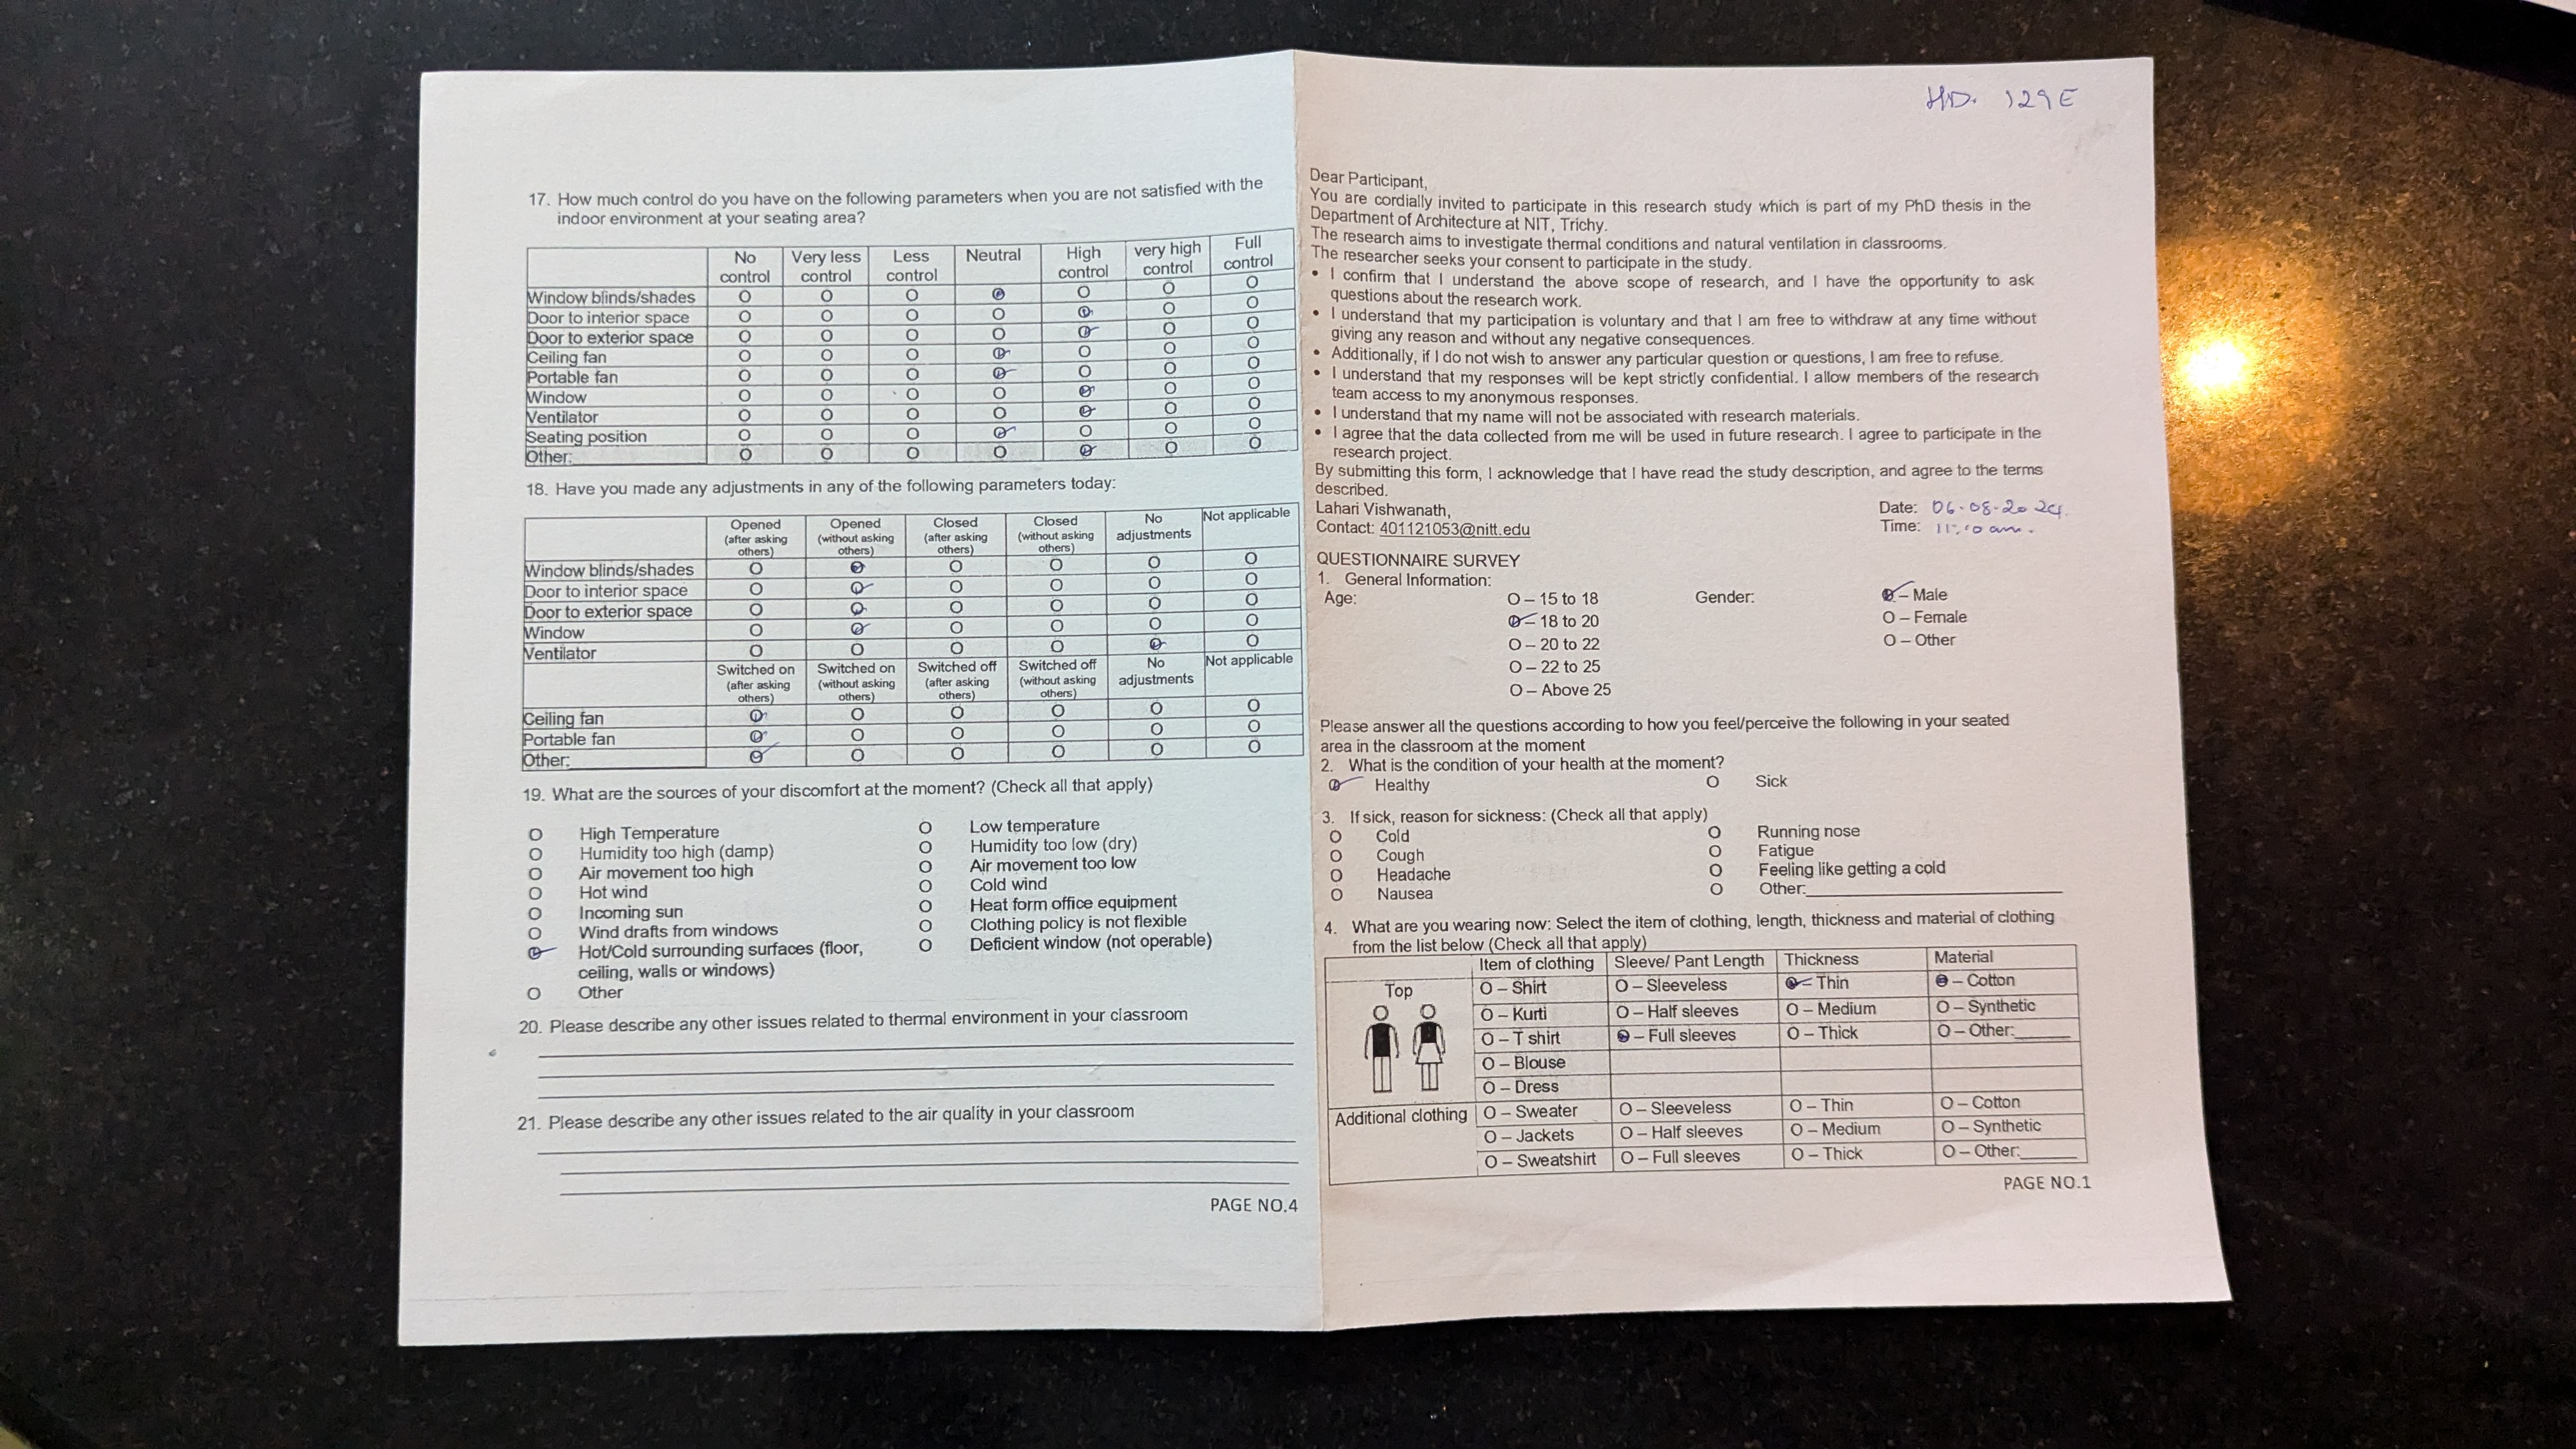 17. How much control do you have on the following parameters when you are not satisfied with the
indoor environment at your seating area?
No control Very less control Less control Neutral High control very high control Full control
Window blinds/shades O O O O O O O
Door to interior space O O O O O O O
Door to exterior space O O O O O O O
Ceiling fan O O O O O O O
Portable fan O O O O O O O
Window O O O O O O O
Ventilator O O O O O O O
Seating position O O O O O O O
Other: O O O O O O O
18. Have you made any adjustments in any of the following parameters today:
Opened (after asking others) Opened (without asking others) Closed (after asking others) Closed (without asking others) No adjustments Not applicable
Window blinds/shades O O O O O O
Door to interior space O O O O O O
Door to exterior space O O O O O O
Window O O O O O O
Ventilator O O O O O O
Switched on (after asking others) Switched on (without asking others) Switched off (after asking others) Switched off (without asking others) No adjustments Not applicable
Ceiling fan O O O O O O
Portable fan O O O O O O
Other: O O O O O O
19. What are the sources of your discomfort at the moment? (Check all that apply)
O High Temperature O Low temperature
O Humidity too high (damp) O Humidity too low (dry)
O Air movement too high O Air movement too low
O Hot wind O Cold wind
O Incoming sun O Heat form office equipment
O Wind drafts from windows O Clothing policy is not flexible
O Hot/Cold surrounding surfaces (floor, O Deficient window (not operable)
ceiling, walls or windows)
O Other
20. Please describe any other issues related to thermal environment in your classroom
21. Please describe any other issues related to the air quality in your classroom
PAGE NO.4
129E
Dear Participant,
You are cordially invited to participate in this research study which is part of my PhD thesis in the
Department of Architecture at NIT, Trichy.
The research aims to investigate thermal conditions and natural ventilation in classrooms.
The researcher seeks your consent to participate in the study.
• I confirm that I understand the above scope of research, and I have the opportunity to ask
questions about the research work.
• I understand that my participation is voluntary and that I am free to withdraw at any time without
giving any reason and without any negative consequences.
• Additionally, if I do not wish to answer any particular question or questions, I am free to refuse.
• I understand that my responses will be kept strictly confidential. I allow members of the research
team access to my anonymous responses.
• I understand that my name will not be associated with research materials.
• I agree that the data collected from me will be used in future research. I agree to participate in the
research project.
By submitting this form, I acknowledge that I have read the study description, and agree to the terms
described.
Lahari Vishwanath, Date: 06-08-2024
Contact: 401121053@nitt.edu Time:
QUESTIONNAIRE SURVEY
1. General Information:
Age: O – 15 to 18 Gender: O – Male
O – 18 to 20 O – Female
O – 20 to 22 O – Other
O – 22 to 25
O – Above 25
Please answer all the questions according to how you feel/perceive the following in your seated
area in the classroom at the moment
2. What is the condition of your health at the moment?
O Healthy O Sick
3. If sick, reason for sickness: (Check all that apply)
O Cold O Running nose
O Cough O Fatigue
O Headache O Feeling like getting a cold
O Nausea O Other:
4. What are you wearing now: Select the item of clothing, length, thickness and material of clothing
from the list below (Check all that apply)
Item of clothing Sleeve/ Pant Length Thickness Material
Top O – Shirt O – Sleeveless O – Thin O – Cotton
O – Kurti O – Half sleeves O – Medium O – Synthetic
O – T shirt O – Full sleeves O – Thick O – Other:
O – Blouse
O – Dress
Additional clothing O – Sweater O – Sleeveless O – Thin O – Cotton
O – Jackets O – Half sleeves O – Medium O – Synthetic
O – Sweatshirt O – Full sleeves O – Thick O – Other:
PAGE NO.1